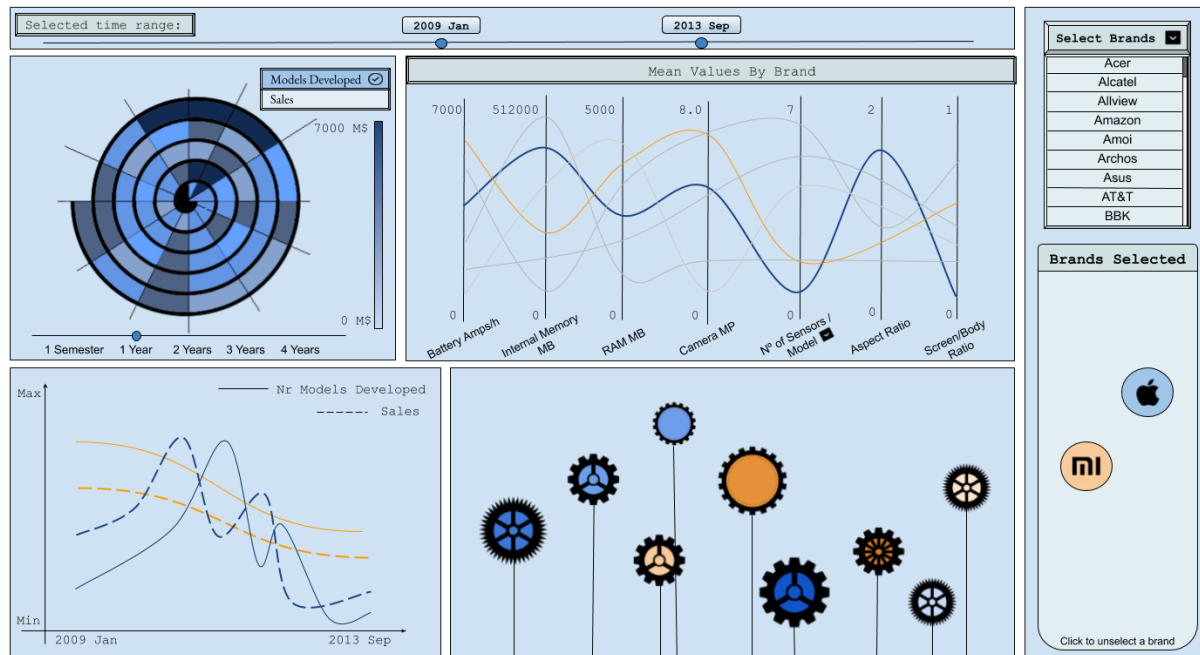 Selected time range:
2009 Jan
2013 Sep
Select Brands
Acer
Alcatel
Allview
Amazon
Amoi
Archos
Asus
AT&T
BBK
Models Developed
Sales
7000 M$
0 M$
1 Semester
1 Year
2 Years
3 Years
4 Years
Mean Values By Brand
7000
512000
5000
8.0
7
2
1
0
0
0
0
0
0
0
Battery Amps/h
Internal Memory
MB
RAM MB
Camera MP
Nº of Sensors /
Model
Aspect Ratio
Screen/Body
Ratio
Brands Selected
MI
Click to unselect a brand
Max
Nr Models Developed
Sales
Min
2009 Jan
2013 Sep